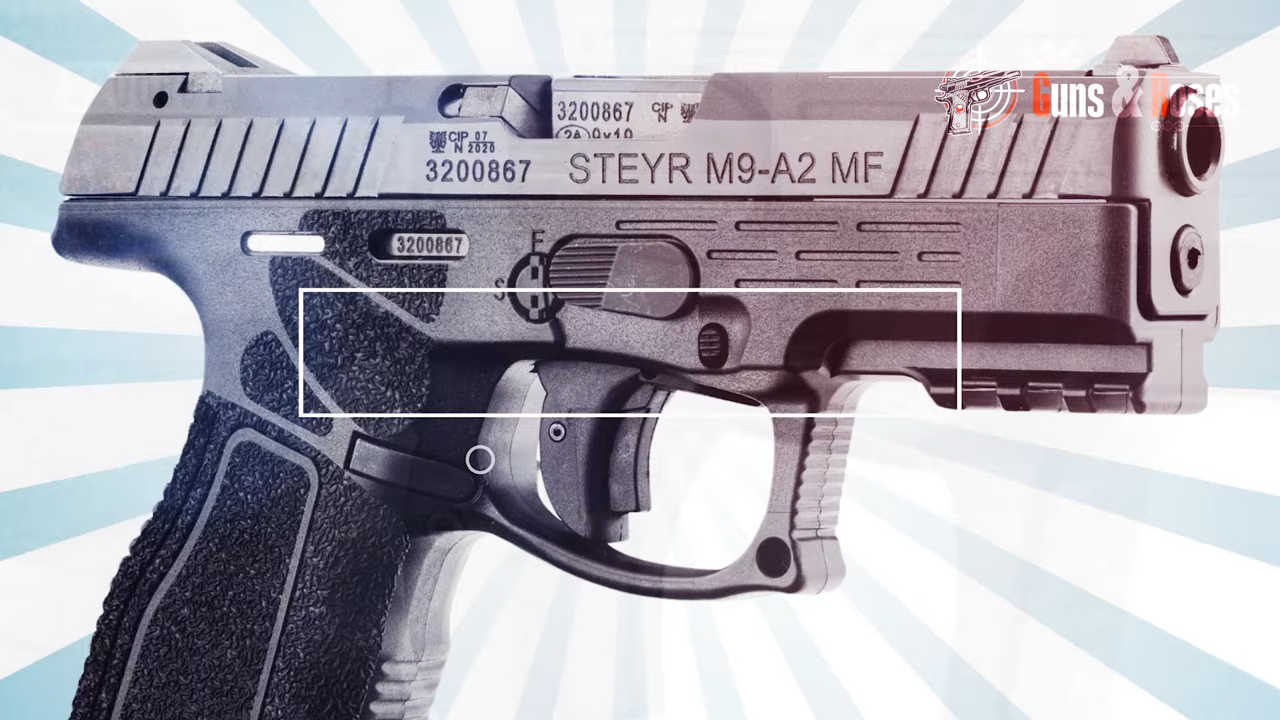 Guns & Roses
3200867 CIP
N
2A 9x19
CIP 07
N 2020
3200867 STEYR M9-A2 MF
3200867
F
S